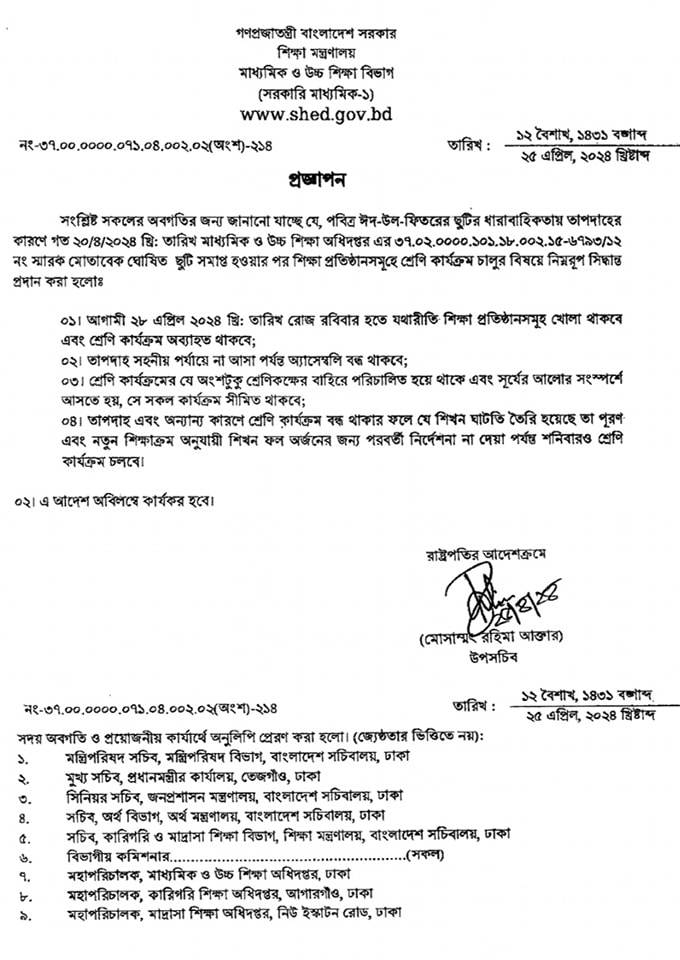 গণপ্রজাতন্ত্রী বাংলাদেশ সরকার
শিক্ষা মন্ত্রণালয়
মাধ্যমিক ও উচ্চ শিক্ষা বিভাগ
(সরকারি মাধ্যমিক-১)
www.shed.gov.bd
নং-৩৭.০০.০০০০.০৭১.০৪.০০২.০২(অংশ)-২১৪
তারিখ : ১২ বৈশাখ, ১৪৩১ বঙ্গাব্দ
২৫ এপ্রিল, ২০২৪ খ্রিষ্টাব্দ
প্রজ্ঞাপন
সংশ্লিষ্ট সকলের অবগতির জন্য জানানো যাচ্ছে যে, পবিত্র ঈদ-উল-ফিতরের ছুটির ধারাবাহিকতায় তাপদাহের
কারণে গত ২০/৪/২০২৪ খ্রি: তারিখ মাধ্যমিক ও উচ্চ শিক্ষা অধিদপ্তর এর ৩৭.০২.০০০০.১০১.১৮.০০২.১৫-৬৭৯৩/১২
নং স্মারক মোতাবেক ঘোষিত ছুটি সমাপ্ত হওয়ার পর শিক্ষা প্রতিষ্ঠানসমূহে শ্রেণি কার্যক্রম চালুর বিষয়ে নিম্নরূপ সিদ্ধান্ত
প্রদান করা হলোঃ
০১। আগামী ২৮ এপ্রিল ২০২৪ খ্রি: তারিখ রোজ রবিবার হতে যথারীতি শিক্ষা প্রতিষ্ঠানসমূহ খোলা থাকবে
এবং শ্রেণি কার্যক্রম অব্যাহত থাকবে;
০২। তাপদাহ সহনীয় পর্যায়ে না আসা পর্যন্ত অ্যাসেম্বলি বন্ধ থাকবে;
০৩। শ্রেণি কার্যক্রমের যে অংশটুকু শ্রেণিকক্ষের বাহিরে পরিচালিত হয়ে থাকে এবং সূর্যের আলোর সংস্পর্শে
আসতে হয়, সে সকল কার্যক্রম সীমিত থাকবে;
০৪। তাপদাহ এবং অন্যান্য কারণে শ্রেণি কার্যক্রম বন্ধ থাকার ফলে যে শিখন ঘাটতি তৈরি হয়েছে তা পূরণ
এবং নতুন শিক্ষাক্রম অনুযায়ী শিখন ফল অর্জনের জন্য পরবর্তী নির্দেশনা না দেয়া পর্যন্ত শনিবারও শ্রেণি
কার্যক্রম চলবে।
০২। এ আদেশ অবিলম্বে কার্যকর হবে।
রাষ্ট্রপতির আদেশক্রমে
২৫/৪/২৪
(মোসাম্মৎ রহিমা আক্তার)
উপসচিব
নং-৩৭.০০.০০০০.০৭১.০৪.০০২.০২(অংশ)-২১৪
তারিখ : ১২ বৈশাখ, ১৪৩১ বঙ্গাব্দ
২৫ এপ্রিল, ২০২৪ খ্রিষ্টাব্দ
সদয় অবগতি ও প্রয়োজনীয় কার্যার্থে অনুলিপি প্রেরণ করা হলো। (জ্যেষ্ঠতার ভিত্তিতে নয়):
১. মন্ত্রিপরিষদ সচিব, মন্ত্রিপরিষদ বিভাগ, বাংলাদেশ সচিবালয়, ঢাকা
২. মুখ্য সচিব, প্রধানমন্ত্রীর কার্যালয়, তেজগাঁও, ঢাকা
৩. সিনিয়র সচিব, জনপ্রশাসন মন্ত্রণালয়, বাংলাদেশ সচিবালয়, ঢাকা
৪. সচিব, অর্থ বিভাগ, অর্থ মন্ত্রণালয়, বাংলাদেশ সচিবালয়, ঢাকা
৫. সচিব, কারিগরি ও মাদ্রাসা শিক্ষা বিভাগ, শিক্ষা মন্ত্রণালয়, বাংলাদেশ সচিবালয়, ঢাকা
৬. বিভাগীয় কমিশনার......................................................(সকল)
৭. মহাপরিচালক, মাধ্যমিক ও উচ্চ শিক্ষা অধিদপ্তর, ঢাকা
৮. মহাপরিচালক, কারিগরি শিক্ষা অধিদপ্তর, আগারগাঁও, ঢাকা
৯. মহাপরিচালক, মাদ্রাসা শিক্ষা অধিদপ্তর, নিউ ইস্কাটন রোড, ঢাকা